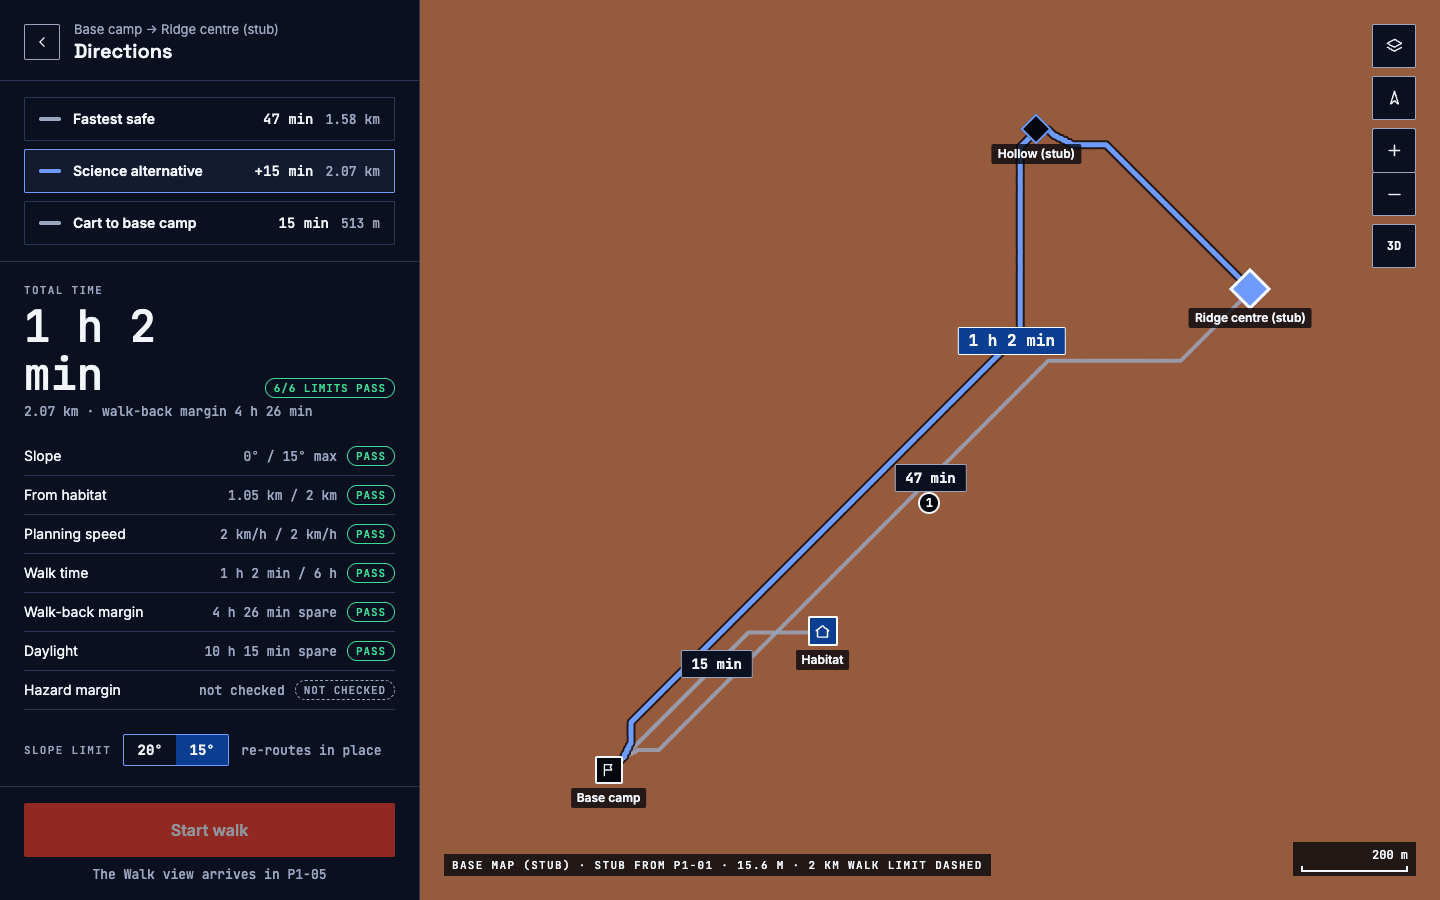 Base camp → Ridge centre (stub)
Directions
Fastest safe 47 min 1.58 km
Science alternative +15 min 2.07 km
Cart to base camp 15 min 513 m
TOTAL TIME
1 h 2
min
6/6 LIMITS PASS
2.07 km · walk-back margin 4 h 26 min
Slope 0° / 15° max PASS
From habitat 1.05 km / 2 km PASS
Planning speed 2 km/h / 2 km/h PASS
Walk time 1 h 2 min / 6 h PASS
Walk-back margin 4 h 26 min spare PASS
Daylight 10 h 15 min spare PASS
Hazard margin not checked NOT CHECKED
SLOPE LIMIT 20° 15° re-routes in place
Start walk
The Walk view arrives in P1-05
Hollow (stub)
Ridge centre (stub)
1 h 2 min
47 min
1
Habitat
15 min
Base camp
BASE MAP (STUB) · STUB FROM P1-01 · 15.6 M · 2 KM WALK LIMIT DASHED
+
−
3D
200 m